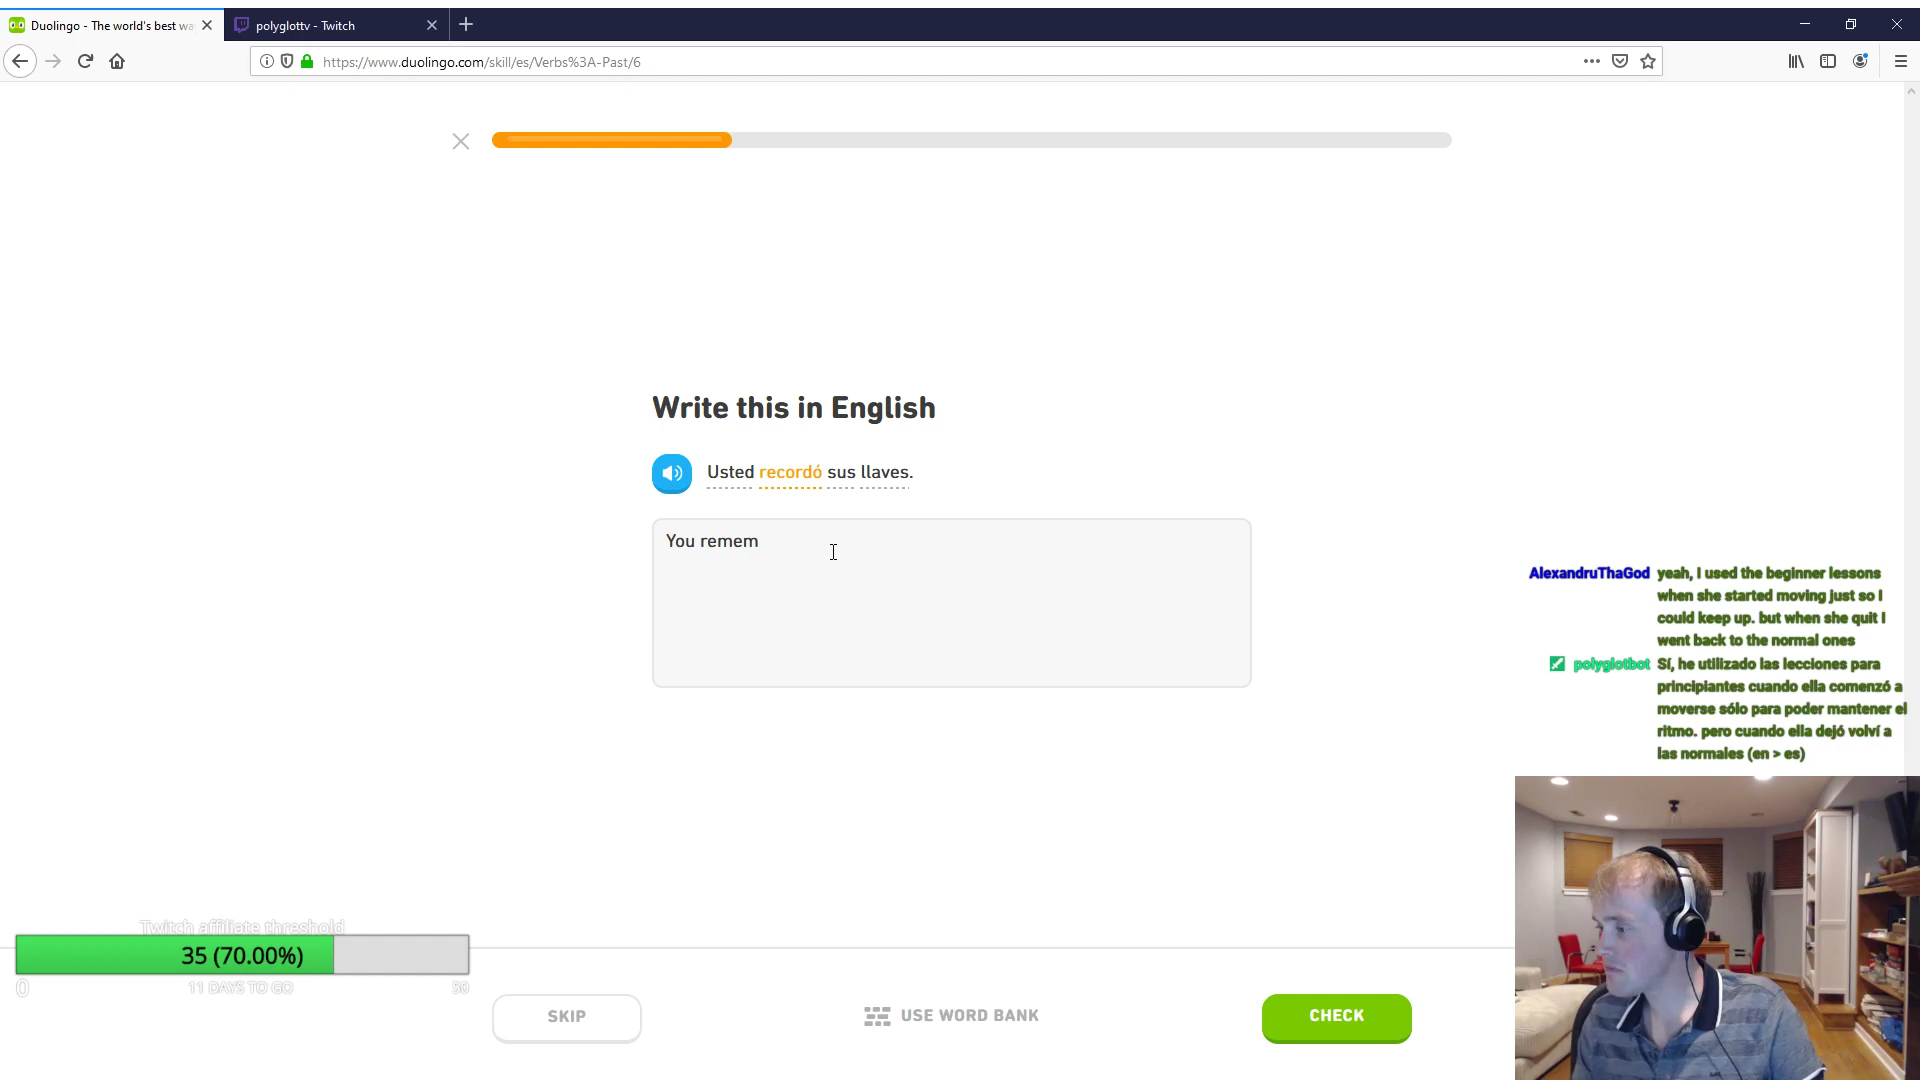 Duolingo - The world's best wa
polyglottv - Twitch
https://www.duolingo.com/skill/es/Verbs%3A-Past/6
Write this in English
Usted recordó sus llaves.
You remem
AlexandruThaGod yeah, I used the beginner lessons
when she started moving just so I
could keep up. but when she quit I
went back to the normal ones
polyglotbot Sí, he utilizado las lecciones para
principiantes cuando ella comenzó a
moverse sólo para poder mantener el
ritmo. pero cuando ella dejó volví a
las normales (en > es)
Twitch affiliate threshold
35 (70.00%)
0 11 DAYS TO GO 50
SKIP
USE WORD BANK
CHECK